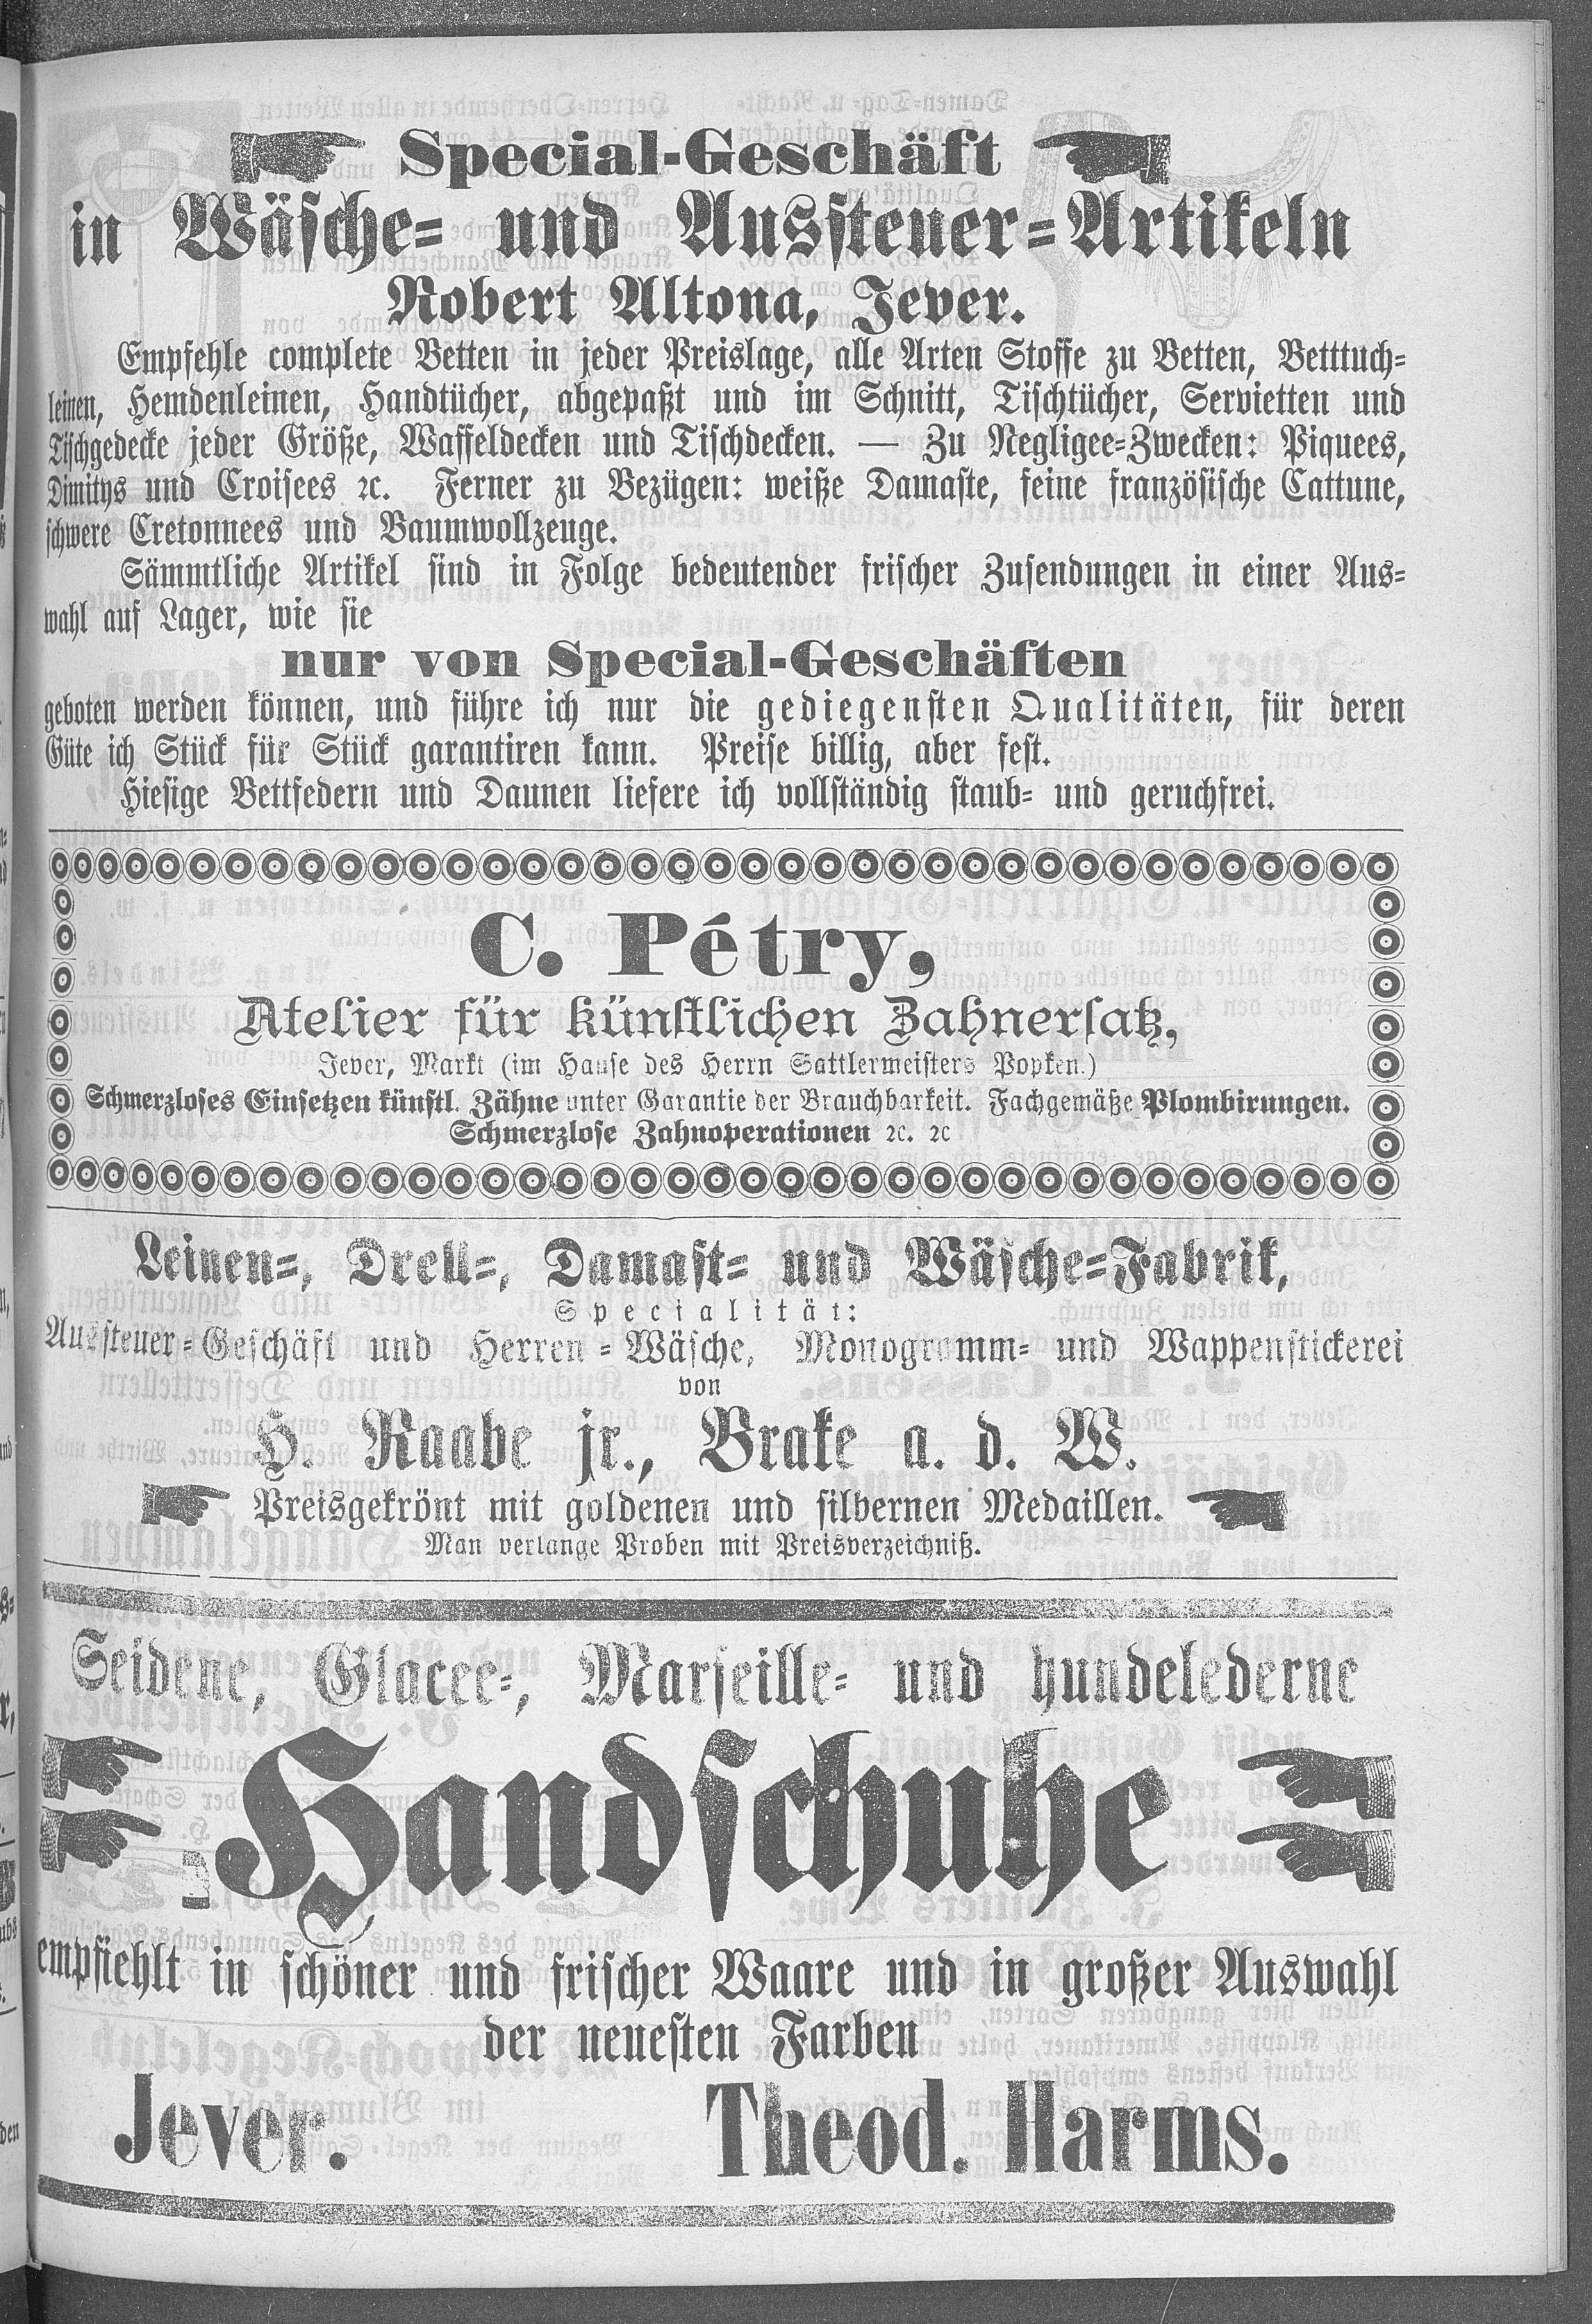 Special-Geschäft
in Wäsche- und Aussteuer-Artikeln
Robert Altona, Jever.
Empfehle complete Betten in jeder Preislage, alle Arten Stoffe zu Betten, Betttuch-
leinen, Hemdenleinen, Handtücher, abgepaßt und im Schnitt, Tischtücher, Servietten und
Tischgedecke jeder Größe, Waffeldecken und Tischdecken. — Zu Negligee-Zwecken: Piquees,
Dimitys und Croisees ꝛc. Ferner zu Bezügen: weiße Damaste, feine französische Cattune,
schwere Cretonnees und Baumwollzeuge.
Sämmtliche Artikel sind in Folge bedeutender frischer Zusendungen in einer Aus-
wahl auf Lager, wie sie
nur von Special-Geschäften
geboten werden können, und führe ich nur die gediegensten Qualitäten, für deren
Güte ich Stück für Stück garantiren kann. Preise billig, aber fest.
Hiesige Bettfedern und Daunen liefere ich vollständig staub- und geruchfrei.
C. Pétry,
Atelier für künstlichen Zahnersatz,
Jever, Markt (im Hause des Herrn Sattlermeisters Popken.)
Schmerzloses Einsetzen künstl. Zähne unter Garantie der Brauchbarkeit. Fachgemäße Plombirungen.
Schmerzlose Zahnoperationen ꝛc. ꝛc
Leinen-, Drell-, Damast- und Wäsche-Fabrik,
Specialität:
Aussteuer-Geschäft und Herren-Wäsche, Monogramm- und Wappenstickerei
von
H. Raabe jr., Brake a. d. W.
Preisgekrönt mit goldenen und silbernen Medaillen.
Man verlange Proben mit Preisverzeichniß.
Seidene, Glacee-, Marseille- und hundelederne
Handschuhe
empfiehlt in schöner und frischer Waare und in großer Auswahl
der neuesten Farben
Jever. Theod. Harms.